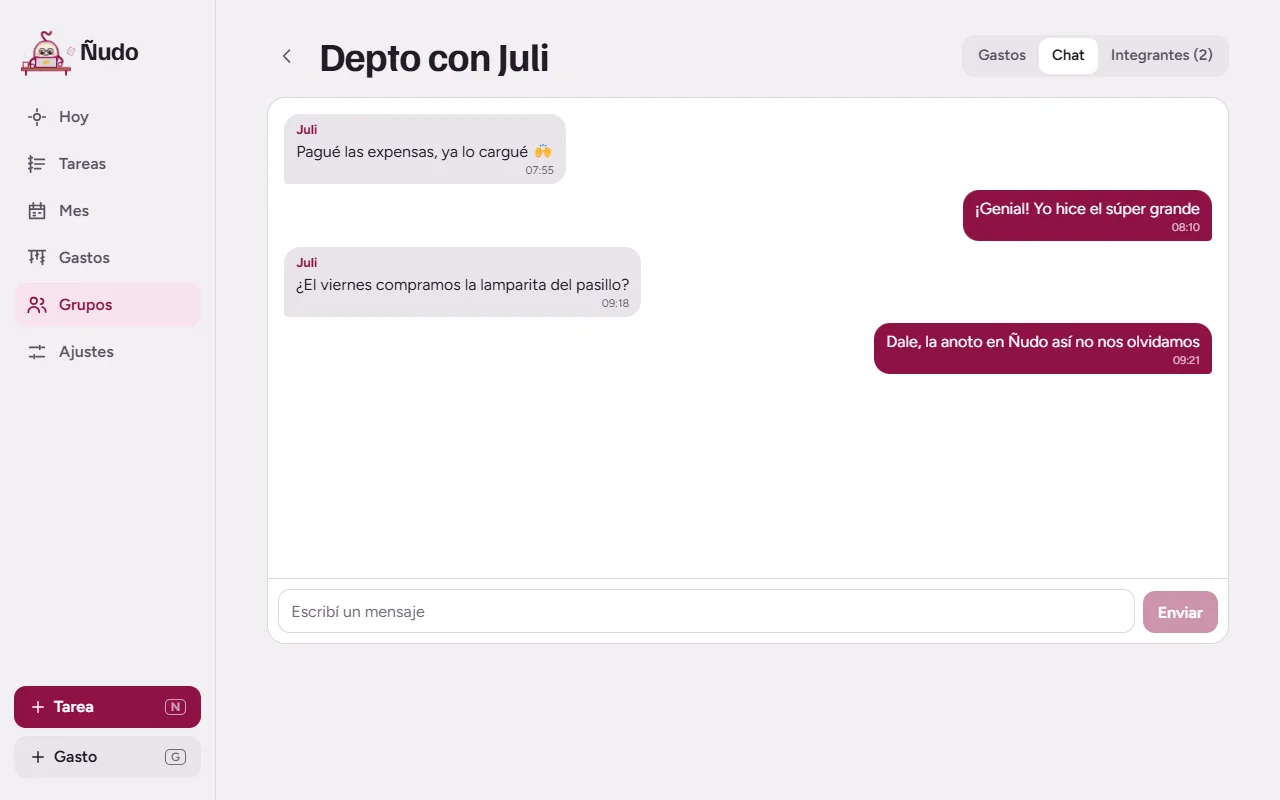 Ñudo
Hoy
Tareas
Mes
Gastos
Grupos
Ajustes
+ Tarea N
+ Gasto G
Depto con Juli
Gastos Chat Integrantes (2)
Juli
Pagué las expensas, ya lo cargué 🙌
07:55
¡Genial! Yo hice el súper grande
08:10
Juli
¿El viernes compramos la lamparita del pasillo?
09:18
Dale, la anoto en Ñudo así no nos olvidamos
09:21
Escribí un mensaje
Enviar